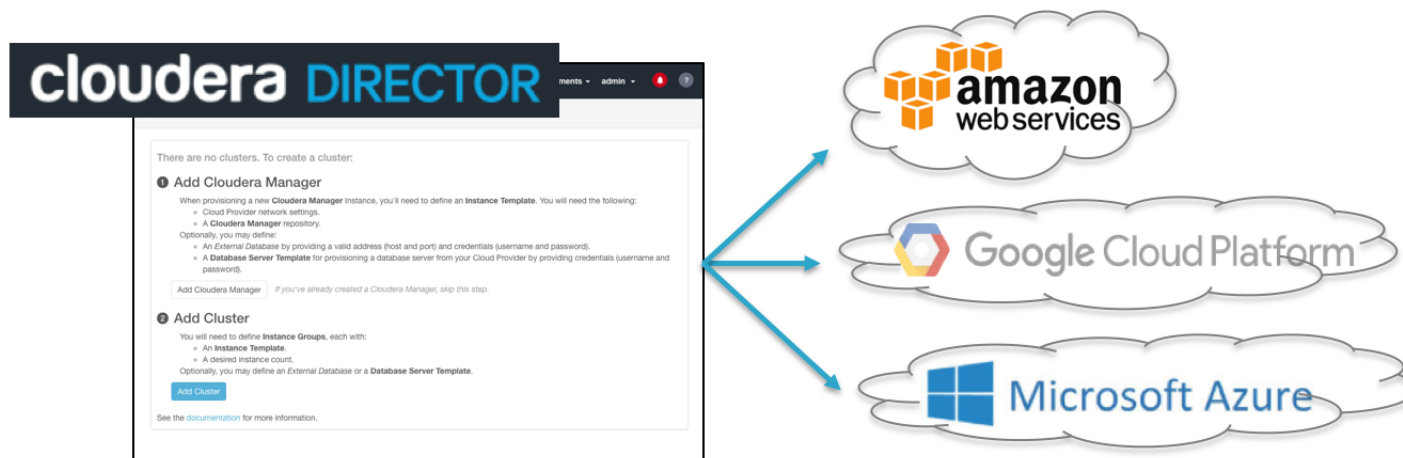 cloudera DIRECTOR
ments admin ?
There are no clusters. To create a cluster:
1 Add Cloudera Manager
When provisioning a new Cloudera Manager Instance, you'll need to define an Instance Template. You will need the following:
Cloud Provider network settings.
A Cloudera Manager repository.
Optionally, you may define:
An External Database by providing a valid address (host and port) and credentials (username and password).
A Database Server Template for provisioning a database server from your Cloud Provider by providing credentials (username and
password).
Add Cloudera Manager If you've already created a Cloudera Manager, skip this step.
2 Add Cluster
You will need to define Instance Groups, each with:
An Instance Template.
A desired instance count.
Optionally, you may define an External Database or a Database Server Template.
Add Cluster
See the documentation for more information.
amazon
web services
Google Cloud Platform
Microsoft Azure